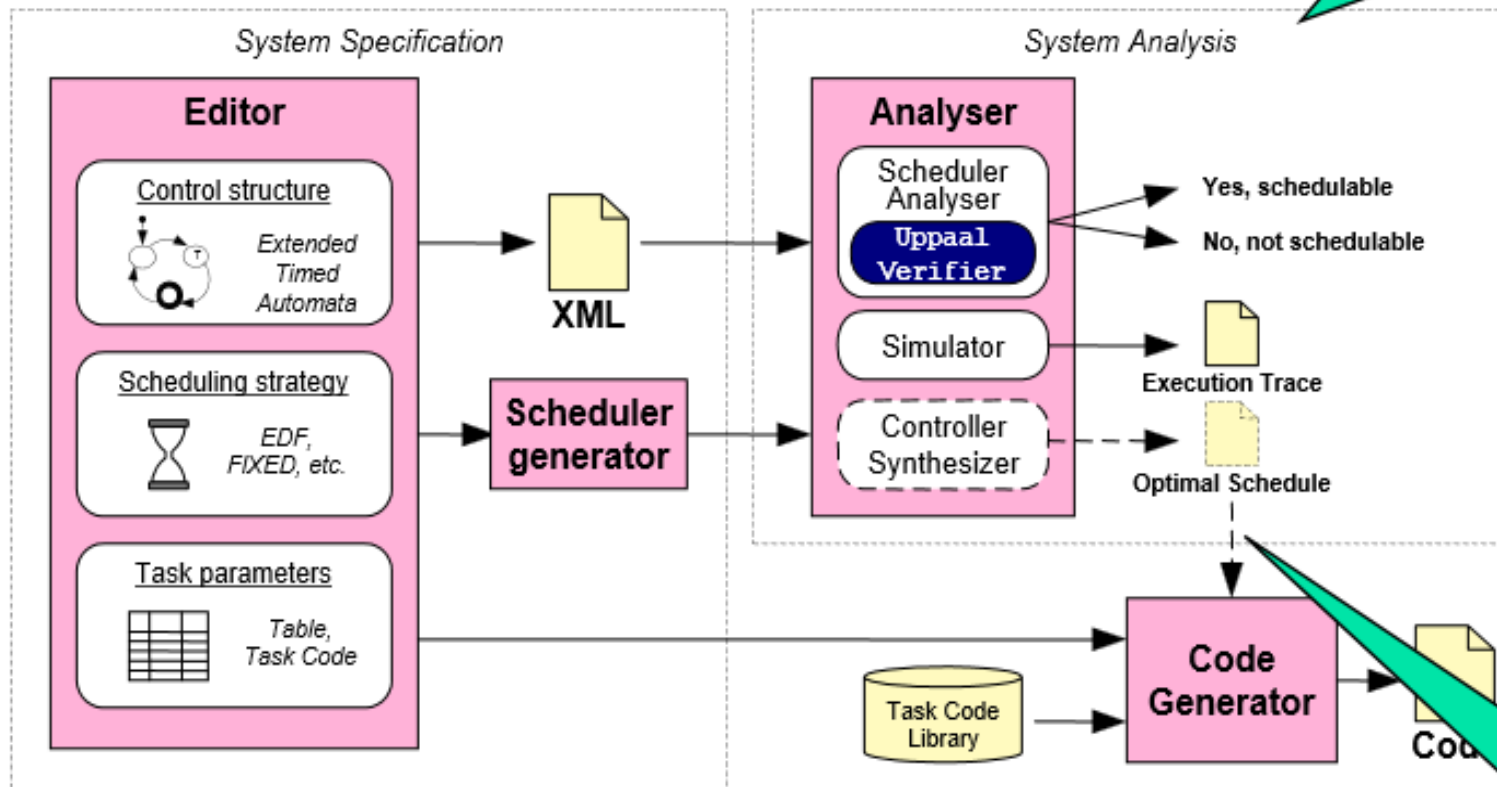 System Specification
Editor
Control structure
Extended
Timed
Automata
Scheduling strategy
EDF,
FIXED, etc.
Task parameters
Table,
Task Code
XML
Scheduler
generator
System Analysis
Analyser
Scheduler
Analyser
Uppaal
Verifier
Simulator
Controller
Synthesizer
Yes, schedulable
No, not schedulable
Execution Trace
Optimal Schedule
Task Code
Library
Code
Generator